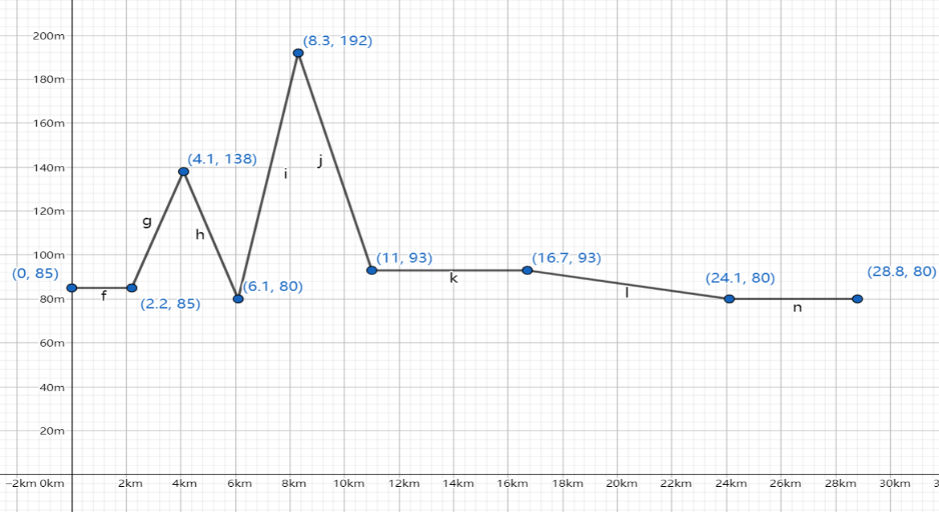 200m
(8.3, 192)
180m
160m
(4.1, 138)
140m
j
i
120m
g
h
100m
(11, 93)
(16.7, 93)
(0, 85)
(6.1, 80)
k
(24.1, 80)
(28.8, 80)
f
(2.2, 85)
l
n
80m
60m
40m
20m
−2km 0km 2km 4km 6km 8km 10km 12km 14km 16km 18km 20km 22km 24km 26km 28km 30km 3